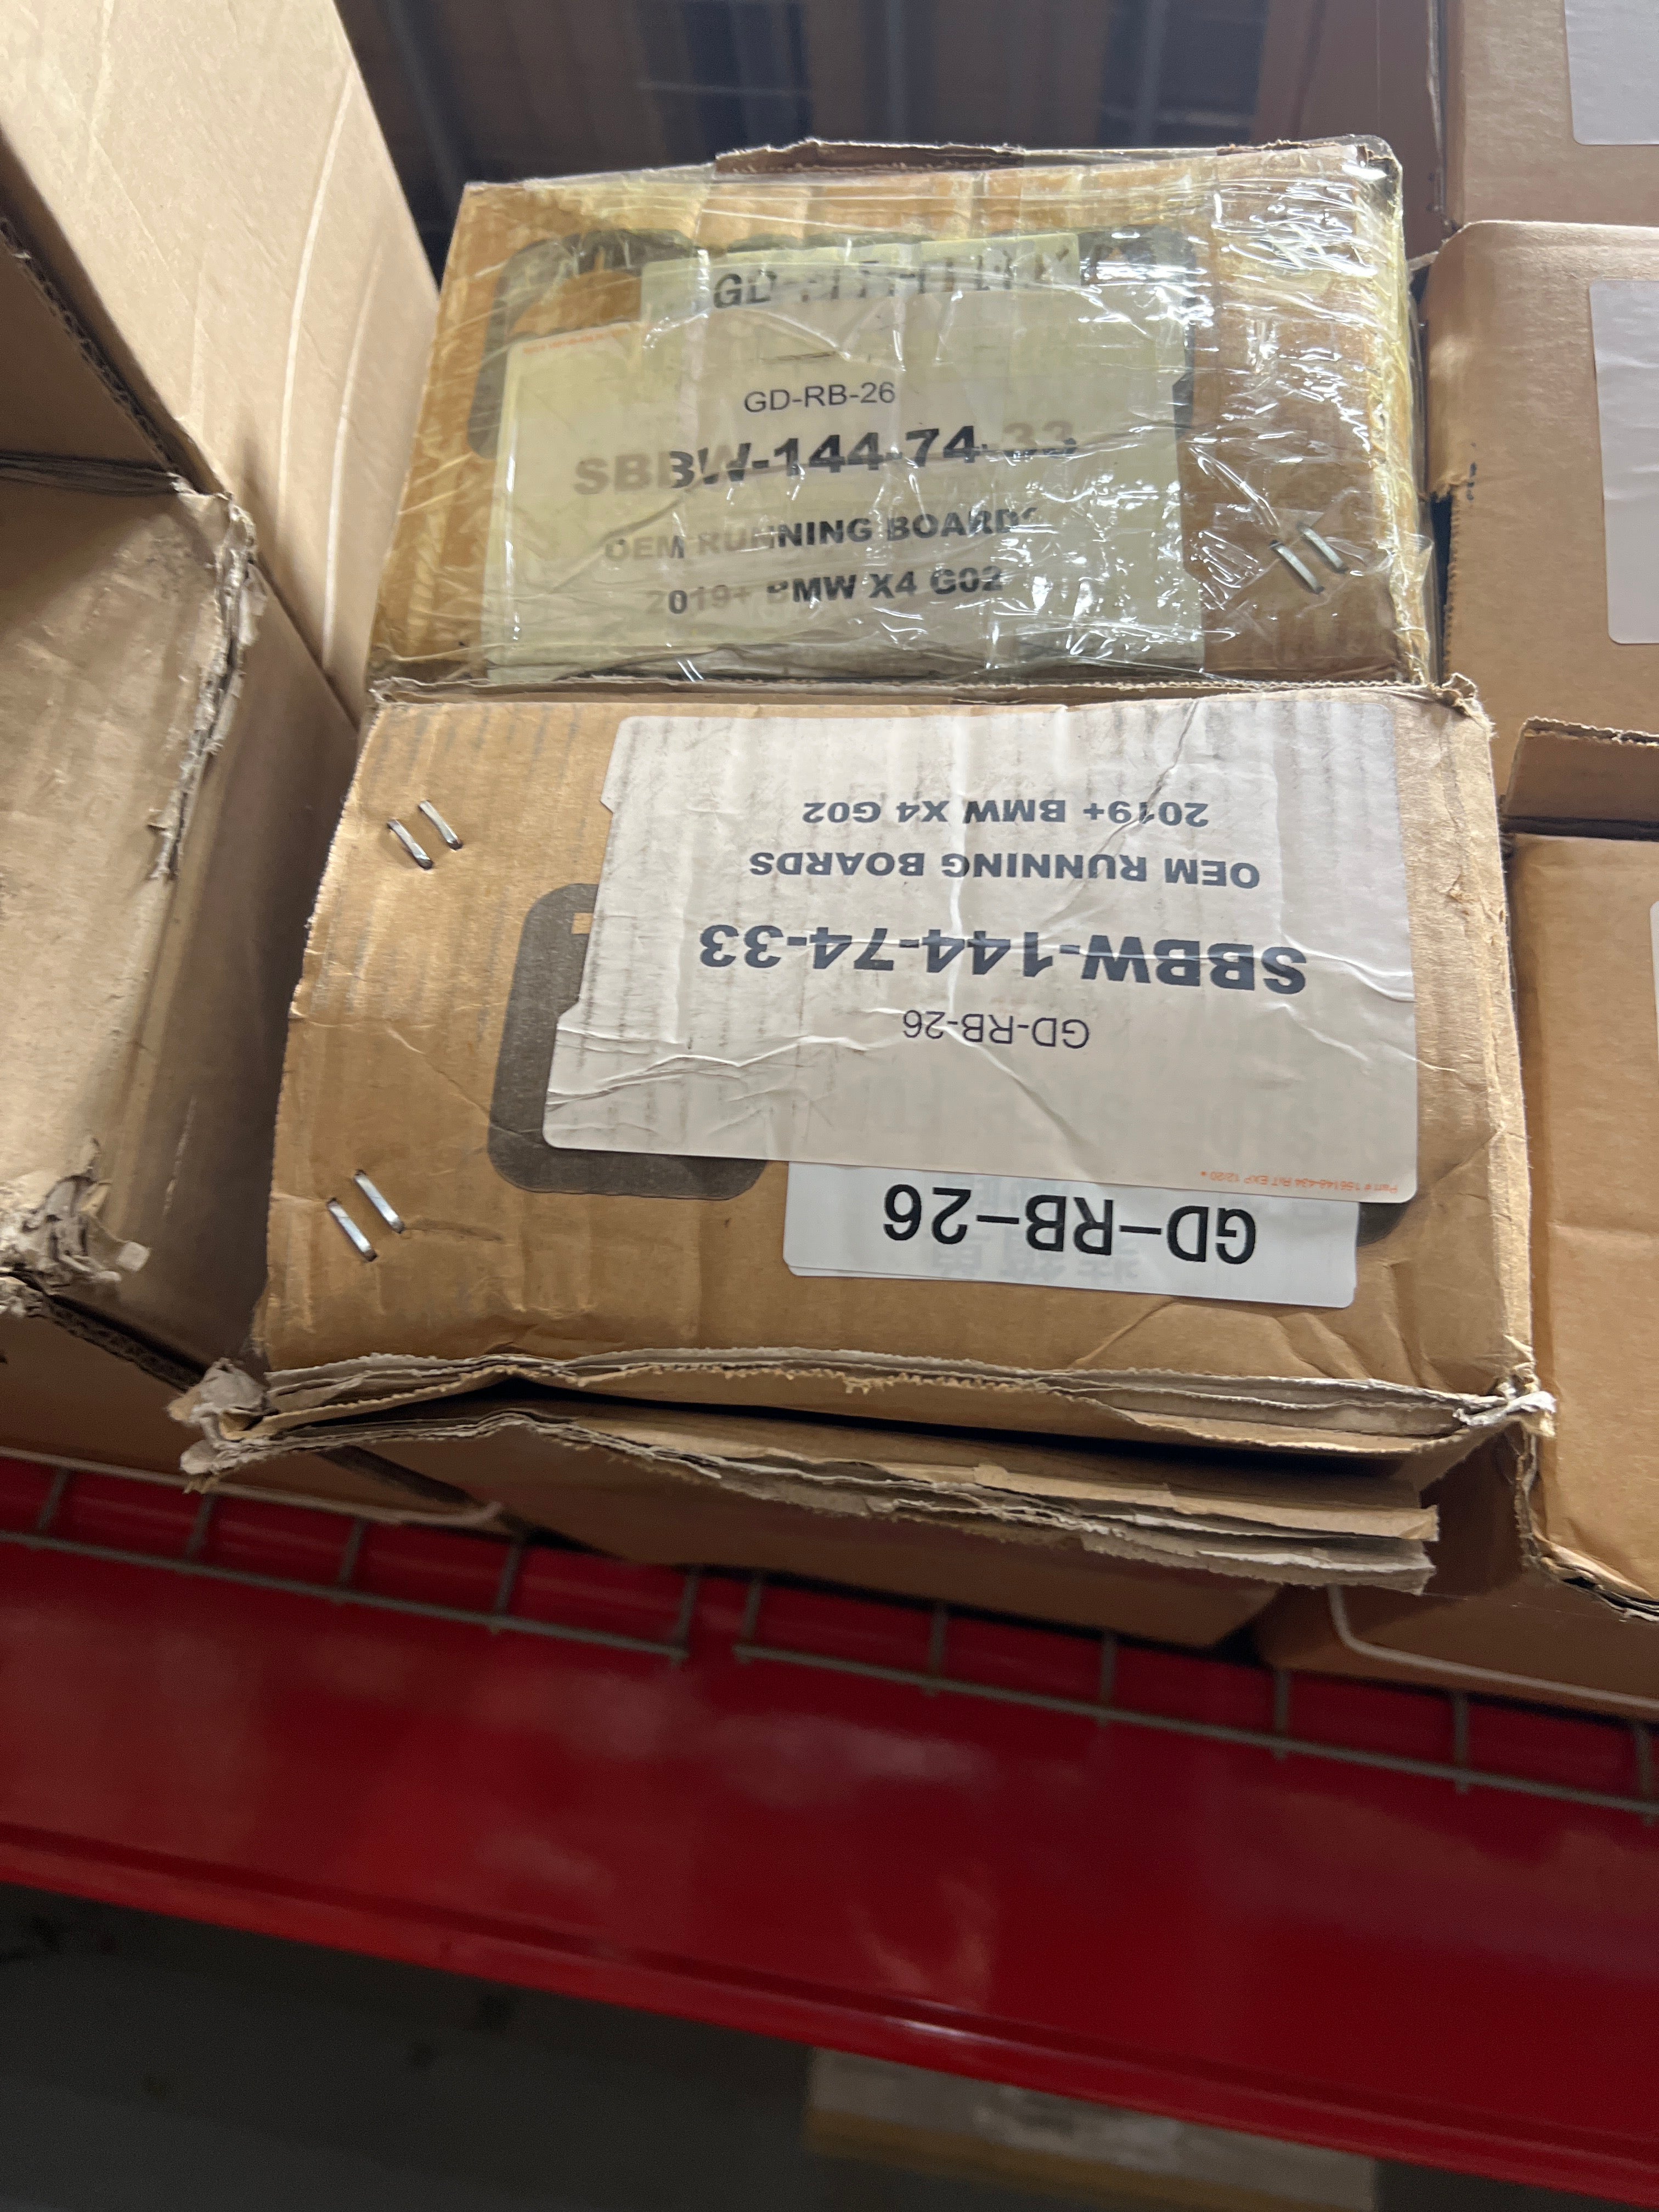 GD-RB-26
SBBW-144-74-33
OEM RUNNING BOARDS
2019+ BMW X4 G02
2019+ BMW X4 G02
OEM RUNNING BOARDS
SBBW-144-74-33
GD-RB-26
GD-RB-26